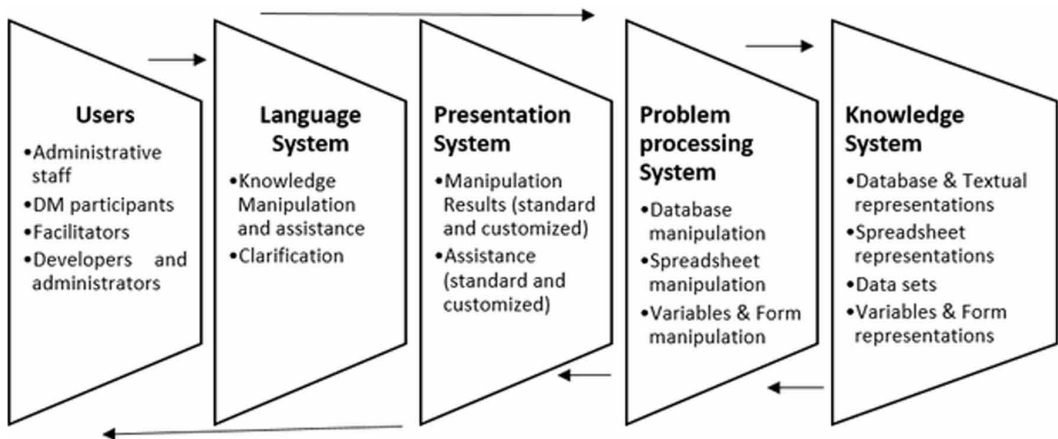 Users
•Administrative
staff
•DM participants
•Facilitators
•Developers and
administrators
Language
System
•Knowledge
Manipulation
and assistance
•Clarification
Presentation
System
•Manipulation
Results (standard
and customized)
•Assistance
(standard and
customized)
Problem
processing
System
•Database
manipulation
•Spreadsheet
manipulation
•Variables & Form
manipulation
Knowledge
System
•Database & Textual
representations
•Spreadsheet
representations
•Data sets
•Variables & Form
representations